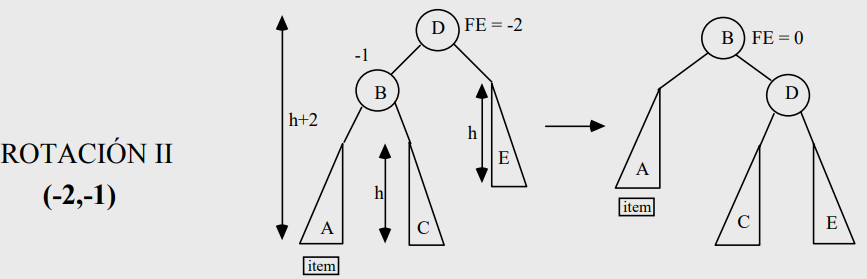 D FE = -2
B FE = 0
-1
B
D
h+2
h
E
ROTACIÓN II
(-2,-1)
h
A
item
A
C
C
E
item